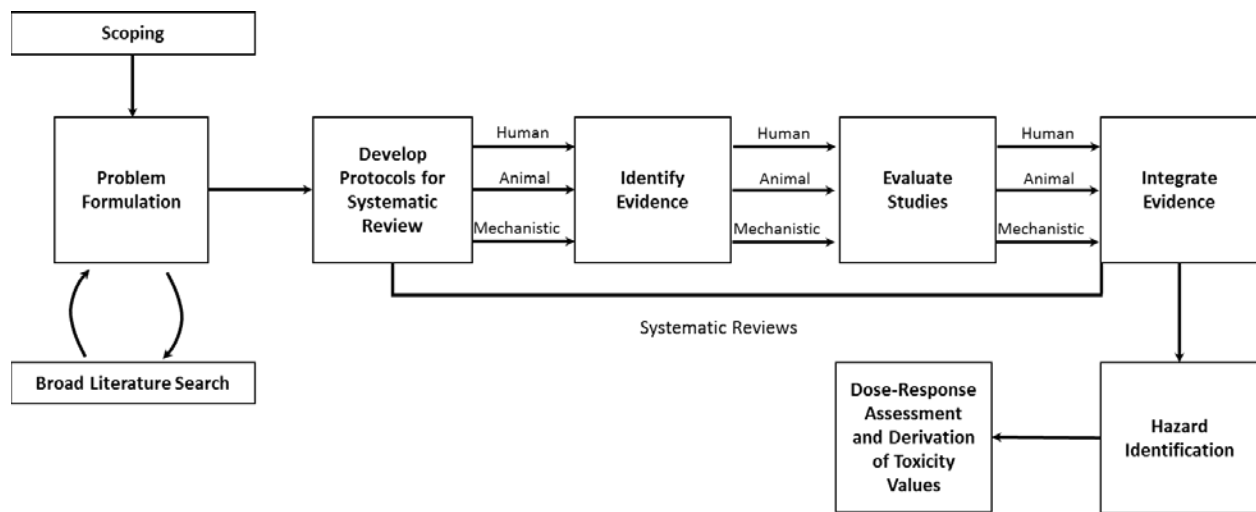 Scoping
Problem
Formulation
Broad Literature Search
Develop
Protocols for
Systematic
Review
Human
Animal
Mechanistic
Identify
Evidence
Human
Animal
Mechanistic
Evaluate
Studies
Human
Animal
Mechanistic
Integrate
Evidence
Systematic Reviews
Hazard
Identification
Dose-Response
Assessment
and Derivation
of Toxicity
Values